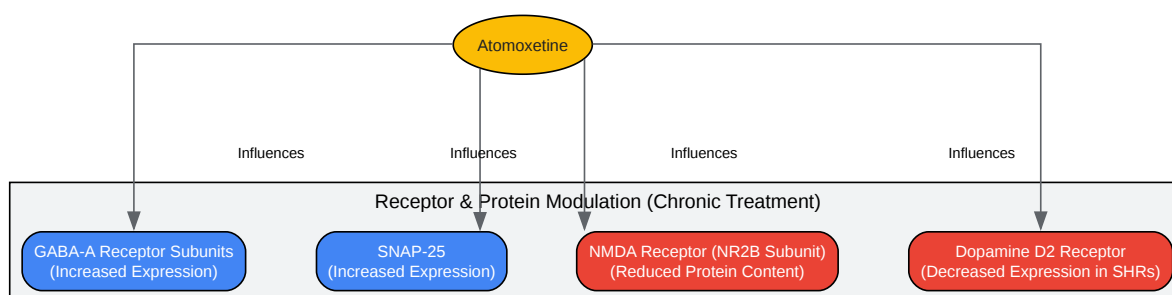 Atomoxetine
Influences
Influences
Influences
Influences
Receptor & Protein Modulation (Chronic Treatment)
GABA-A Receptor Subunits
(Increased Expression)
SNAP-25
(Increased Expression)
NMDA Receptor (NR2B Subunit)
(Reduced Protein Content)
Dopamine D2 Receptor
(Decreased Expression in SHRs)